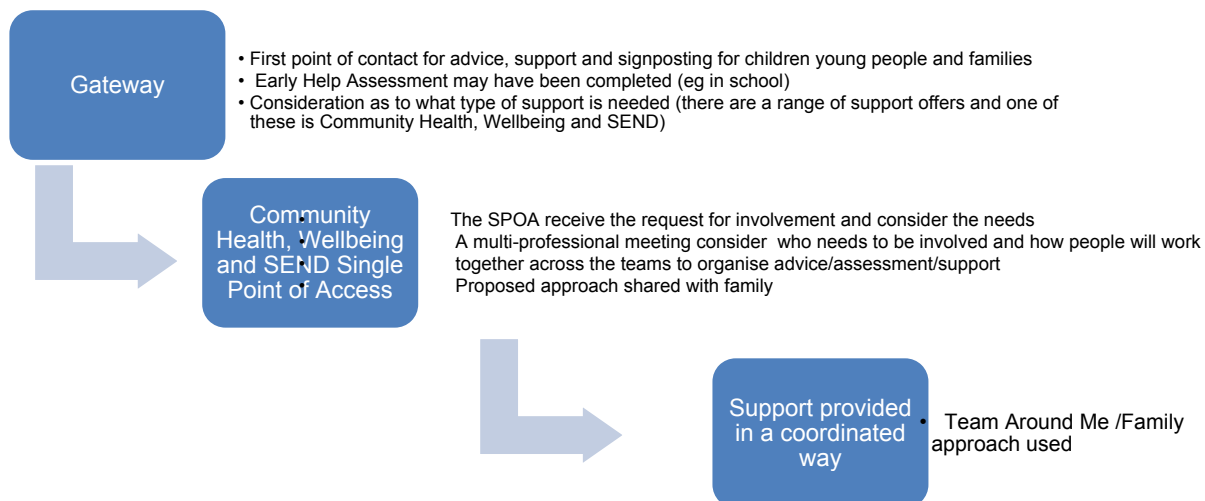 Gateway
• First point of contact for advice, support and signposting for children young people and families
• Early Help Assessment may have been completed (eg in school)
• Consideration as to what type of support is needed (there are a range of support offers and one of
these is Community Health, Wellbeing and SEND)
Community
Health, Wellbeing
and SEND Single
Point of Access
The SPOA receive the request for involvement and consider the needs
A multi-professional meeting consider who needs to be involved and how people will work
together across the teams to organise advice/assessment/support
Proposed approach shared with family
Support provided
in a coordinated
way
• Team Around Me /Family
approach used